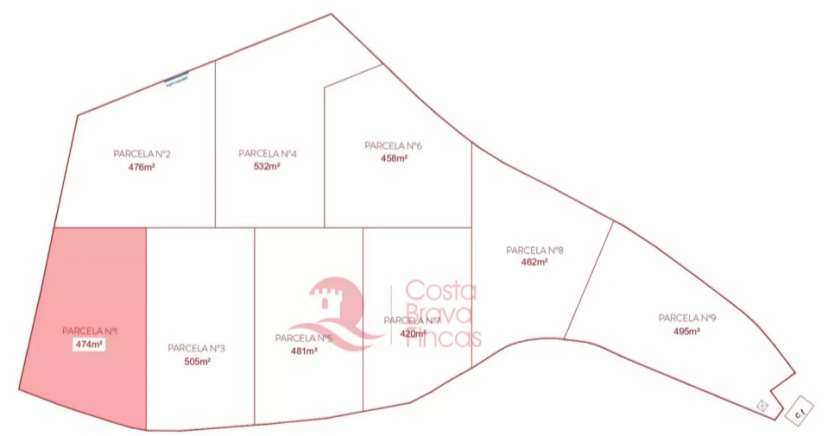 PARCELA Nº2
476m²
PARCELA Nº4
532m²
PARCELA Nº6
458m²
PARCELA Nº8
462m²
PARCELA Nº1
474m²
PARCELA Nº3
505m²
PARCELA Nº5
481m²
PARCELA Nº7
420m²
PARCELA Nº9
495m²
Costa
Brava
Fincas
C.T